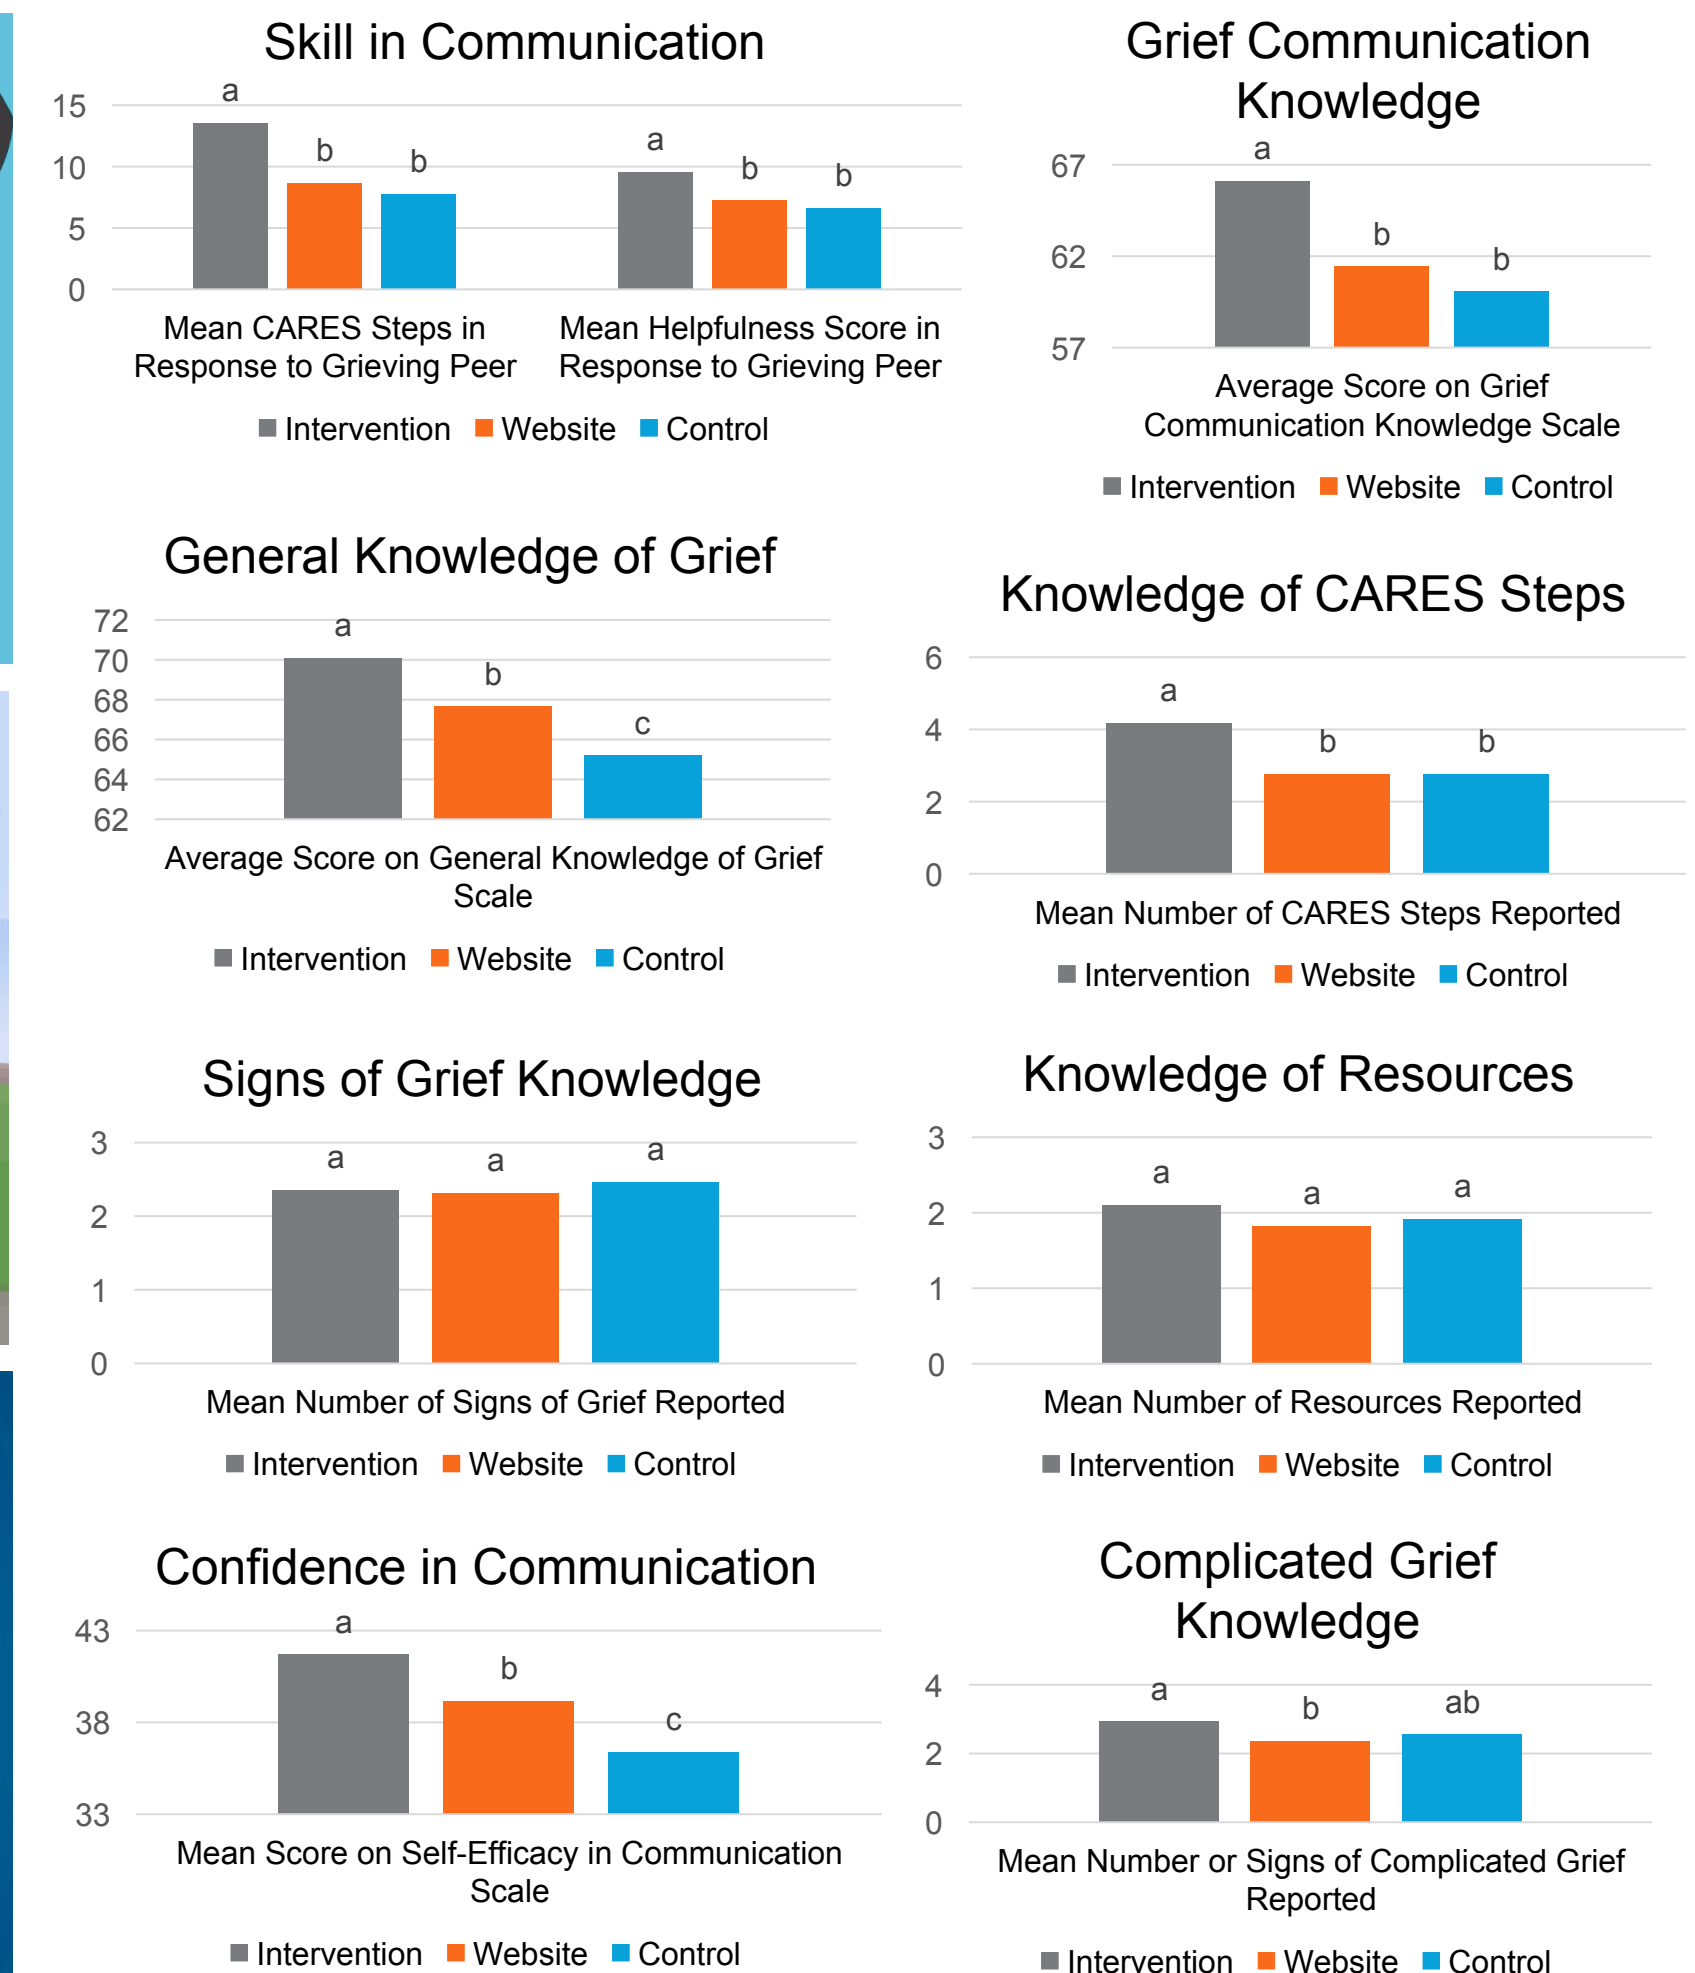 Skill in Communication
15
10
5
0
a
b
b
a
b
b
Mean CARES Steps in
Response to Grieving Peer
Mean Helpfulness Score in
Response to Grieving Peer
Intervention Website Control
Grief Communication
Knowledge
67
62
57
a
b
b
Average Score on Grief
Communication Knowledge Scale
Intervention Website Control
General Knowledge of Grief
72
70
68
66
64
62
a
b
c
Average Score on General Knowledge of Grief
Scale
Intervention Website Control
Knowledge of CARES Steps
6
4
2
0
a
b
b
Mean Number of CARES Steps Reported
Intervention Website Control
Signs of Grief Knowledge
3
2
1
0
a
a
a
Mean Number of Signs of Grief Reported
Intervention Website Control
Knowledge of Resources
3
2
1
0
a
a
a
Mean Number of Resources Reported
Intervention Website Control
Confidence in Communication
43
38
33
a
b
c
Mean Score on Self-Efficacy in Communication
Scale
Intervention Website Control
Complicated Grief
Knowledge
4
2
0
a
b
ab
Mean Number or Signs of Complicated Grief
Reported
Intervention Website Control